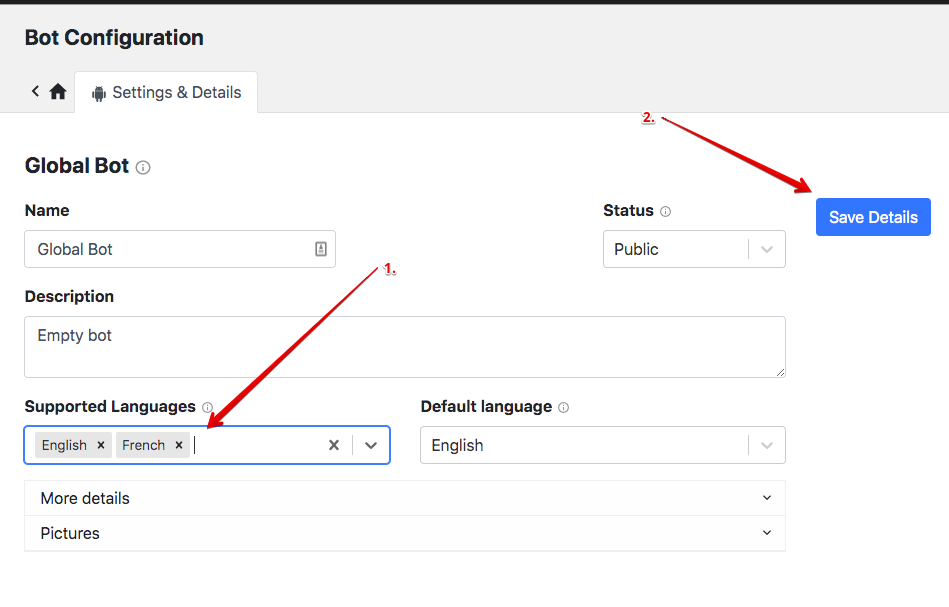 Bot Configuration
Settings & Details
2.
Global Bot
Name
Status
Save Details
Global Bot
Public
1.
Description
Empty bot
Supported Languages
Default language
English
French
English
More details
Pictures